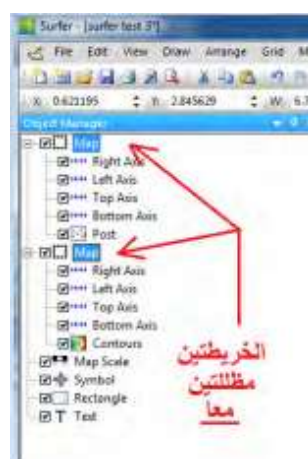 Surfer - [surfer test 3*]
File Edit View Draw Arrange Grid
X: 0.621195 Y: 2.845629 W:
Object Manager
Map
Right Axis
Left Axis
Top Axis
Bottom Axis
Post
Map
Right Axis
Left Axis
Top Axis
Bottom Axis
Contours
Map Scale
Symbol
Rectangle
Text
الخريطتين
مظللتين
معاً